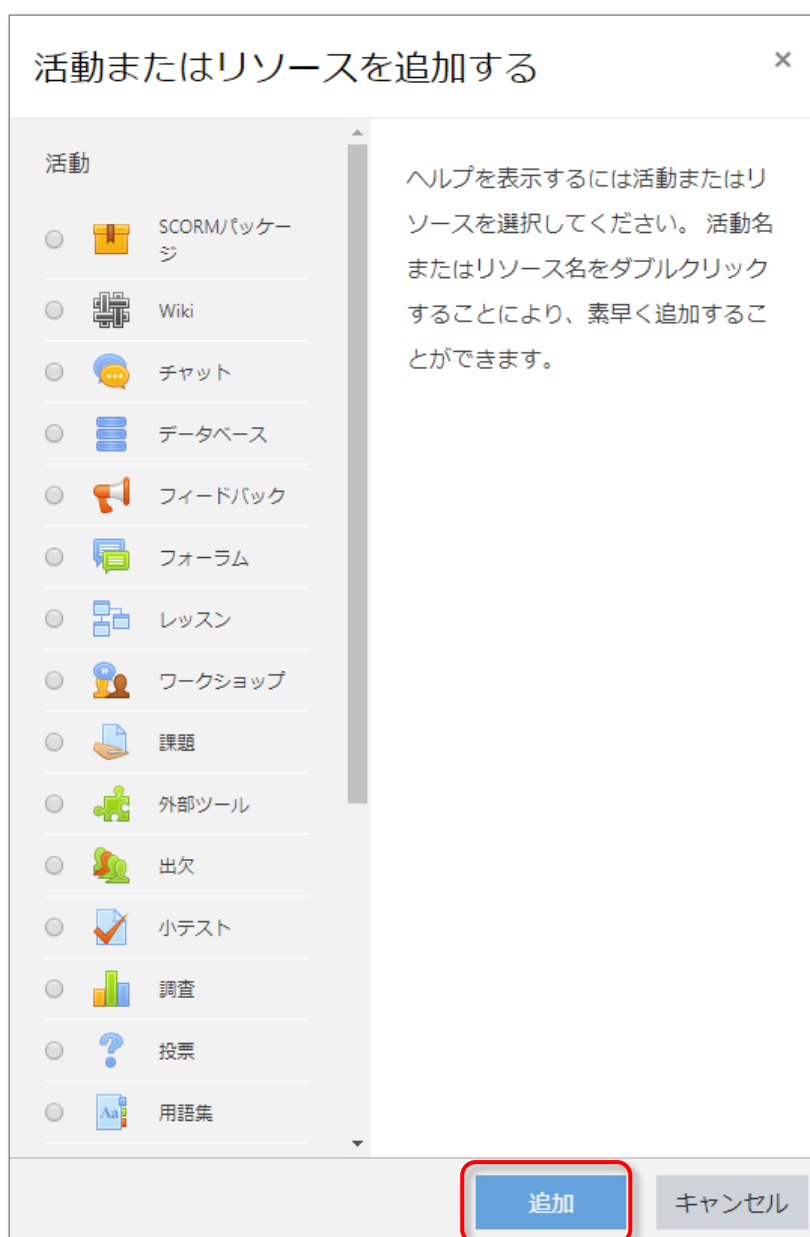 活動またはリソースを追加する
×
活動
SCORMパッケー
ジ
Wiki
チャット
データベース
フィードバック
フォーラム
レッスン
ワークショップ
課題
外部ツール
出欠
小テスト
調査
投票
Aa
用語集
ヘルプを表示するには活動またはリ
ソースを選択してください。 活動名
またはリソース名をダブルクリック
することにより、素早く追加するこ
とができます。
追加
キャンセル